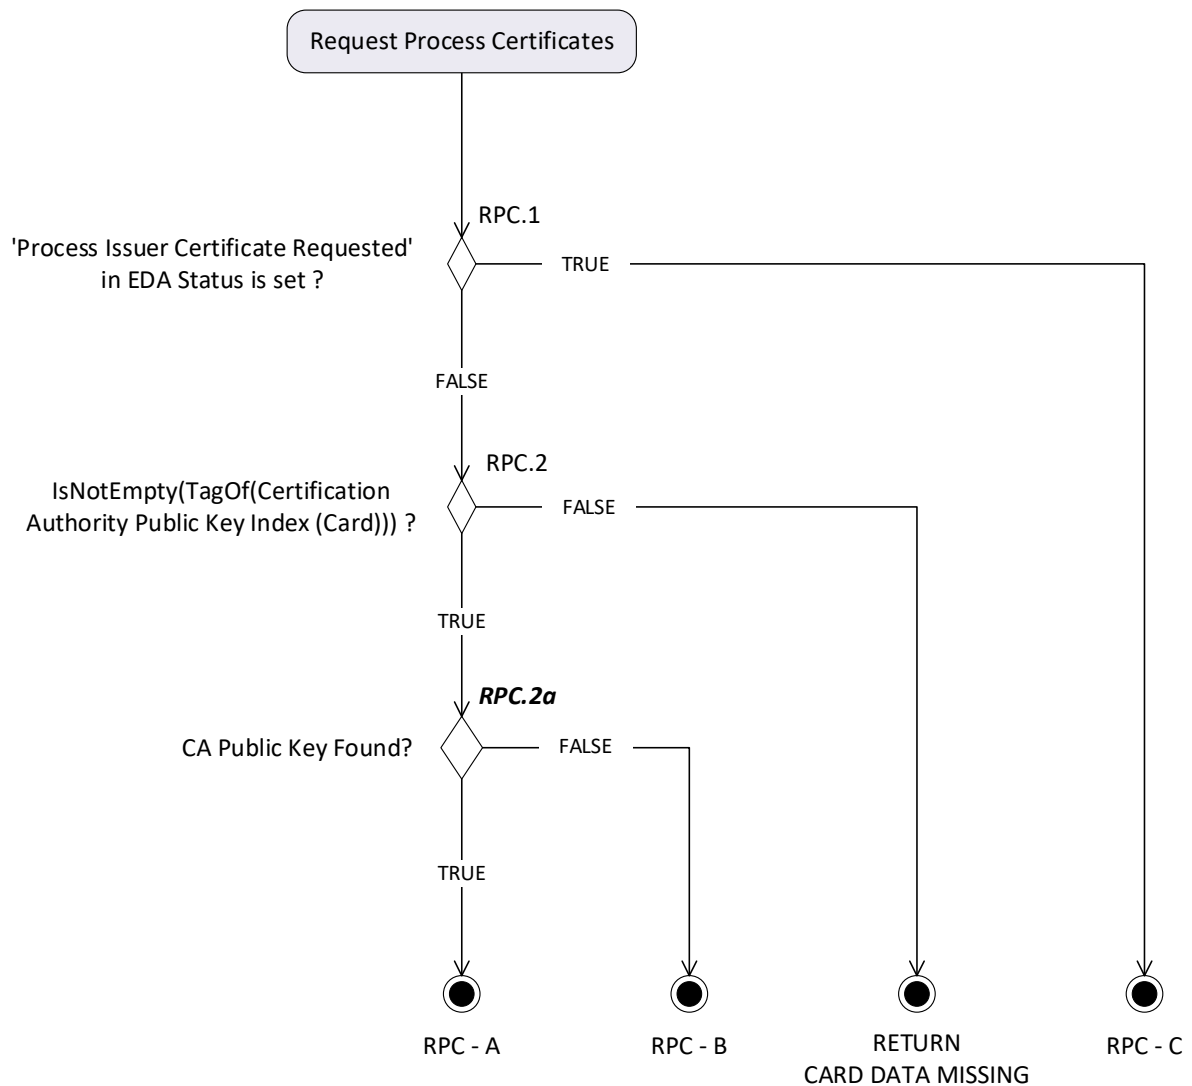 Request Process Certificates
RPC.1
'Process Issuer Certificate Requested'
in EDA Status is set ?
TRUE
FALSE
RPC.2
IsNotEmpty(TagOf(Certification
Authority Public Key Index (Card))) ?
FALSE
TRUE
RPC.2a
CA Public Key Found?
FALSE
TRUE
RPC - A
RPC - B
RETURN
CARD DATA MISSING
RPC - C